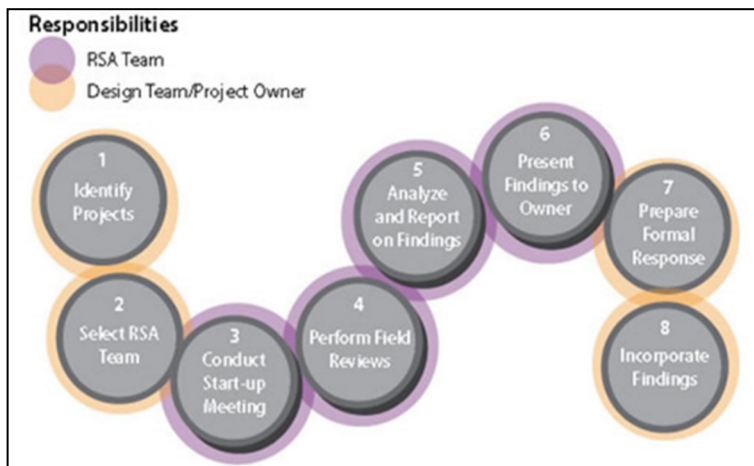 Responsibilities
RSA Team
Design Team/Project Owner
1
Identify
Projects
2
Select RSA
Team
3
Conduct
Start-up
Meeting
4
Perform Field
Reviews
5
Analyze
and Report
on Findings
6
Present
Findings to
Owner
7
Prepare
Formal
Response
8
Incorporate
Findings